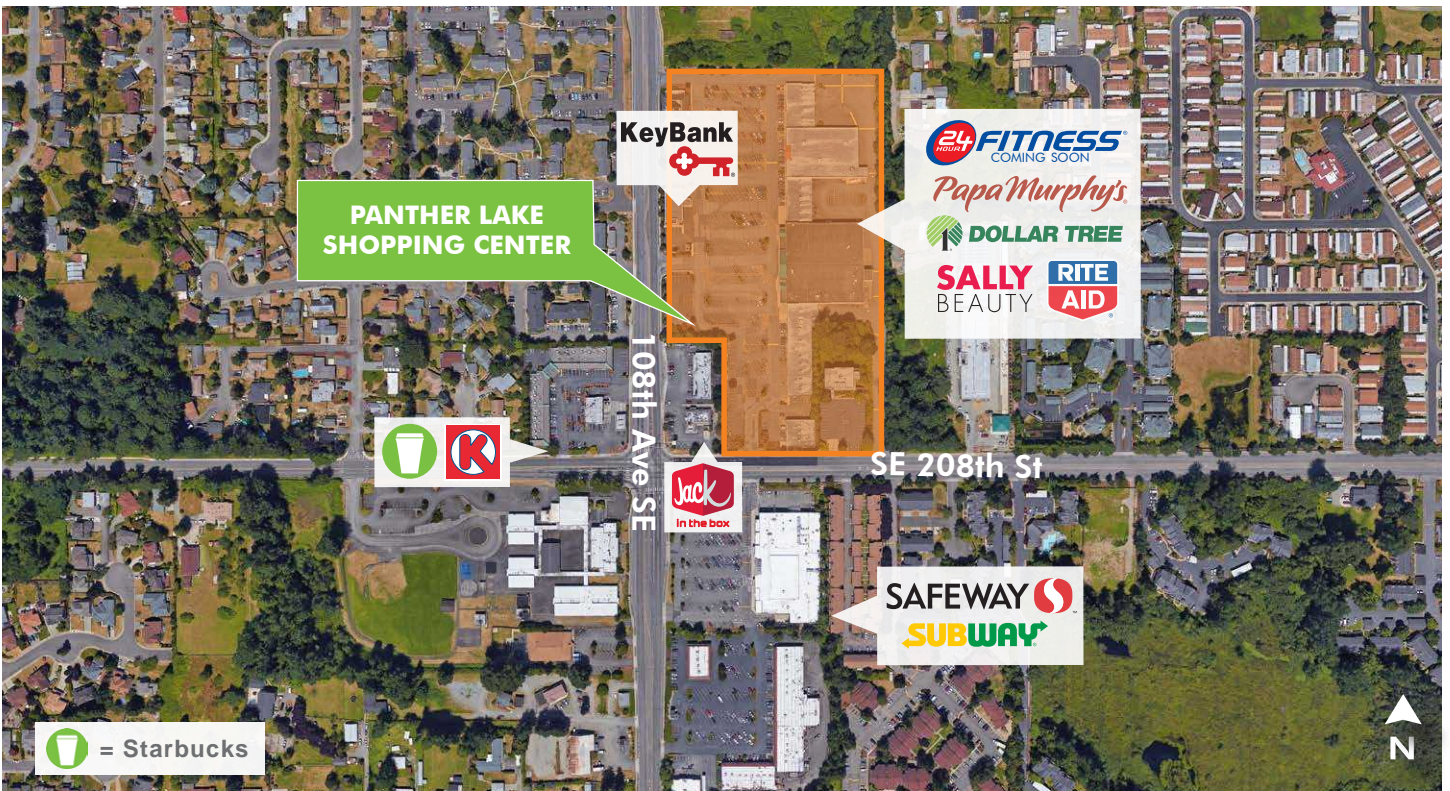 KeyBank
PANTHER LAKE
SHOPPING CENTER
24
HOUR
FITNESS
COMING SOON
Papa Murphy's
DOLLAR TREE
SALLY
BEAUTY
RITE
AID
108th Ave SE
K
SE 208th St
Jack
in the box
SAFEWAY S
SUBWAY
= Starbucks
N